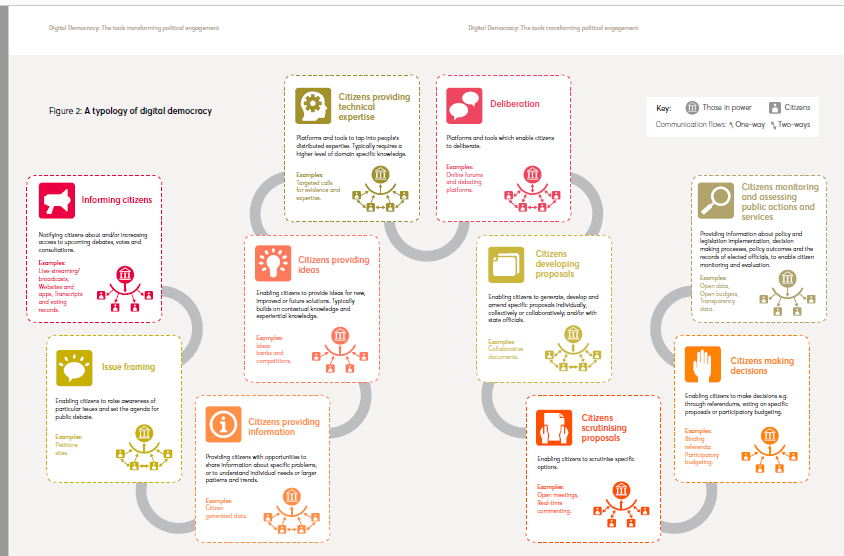 Digital Democracy: The tools transforming political engagement
Digital Democracy: The tools transforming political engagement
Figure 2: A typology of digital democracy
Key:
Those in power
Citizens
Communication flows:
One-way
Two-ways
Informing citizens
Notifying citizens about and/or increasing
access to upcoming debates, votes and
consultations.
Examples:
Live-streaming/
broadcasts,
Websites and
apps, Transcripts
and voting
records.
Issue framing
Enabling citizens to raise awareness of
particular issues and set the agenda for
public debate.
Examples:
Petitions
sites.
Citizens providing
information
Providing citizens with opportunities to
share information about specific problems,
or to understand individual needs or larger
patterns and trends.
Examples:
Citizen
generated data.
Citizens providing
ideas
Enabling citizens to provide ideas for new,
improved or future solutions. Typically
builds on contextual knowledge and
experiential knowledge.
Examples:
Ideas
banks and
competitions.
Citizens providing
technical
expertise
Platforms and tools to tap into people's
distributed expertise. Typically requires a
higher level of domain specific knowledge.
Examples:
Targeted calls
for evidence and
expertise.
Deliberation
Platforms and tools which enable citizens
to deliberate.
Examples:
Online forums
and debating
platforms.
Citizens
developing
proposals
Enabling citizens to generate, develop and
amend specific proposals individually,
collectively or collaboratively; and/or with
state officials.
Examples:
Collaborative
documents.
Citizens
scrutinising
proposals
Enabling citizens to scrutinise specific
options.
Examples:
Open meetings,
Real-time
commenting.
Citizens making
decisions
Enabling citizens to make decisions e.g.
through referendums, voting on specific
proposals or participatory budgeting.
Examples:
Binding
referenda;
Participatory
budgeting.
Citizens monitoring
and assessing
public actions and
services
Providing information about policy and
legislation implementation, decision
making processes, policy outcomes and the
records of elected officials, to enable citizen
monitoring and evaluation.
Examples:
Open data,
Open budgets,
Transparency
data.